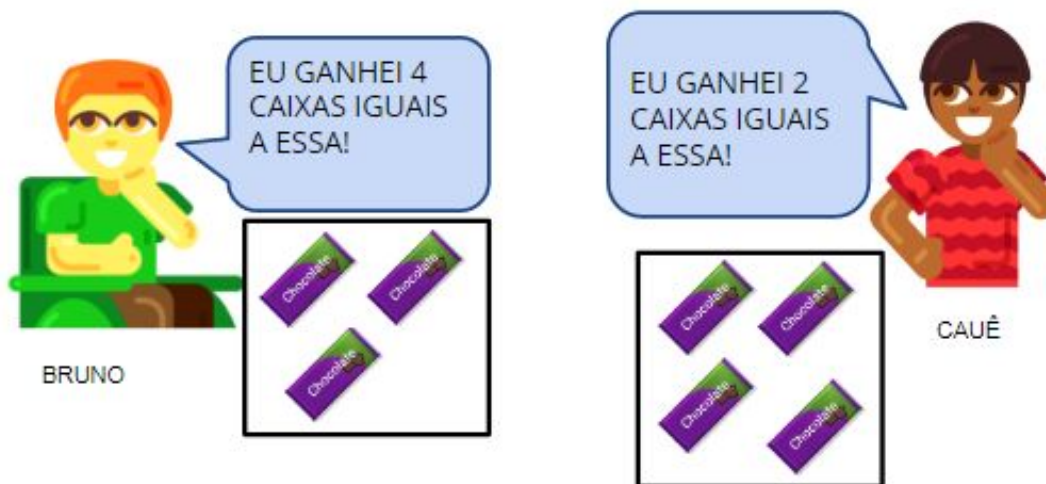 EU GANHEI 4
CAIXAS IGUAIS
A ESSA!
EU GANHEI 2
CAIXAS IGUAIS
A ESSA!
Chocolate
Chocolate
Chocolate
BRUNO
Chocolate
Chocolate
Chocolate
Chocolate
CAUÊ